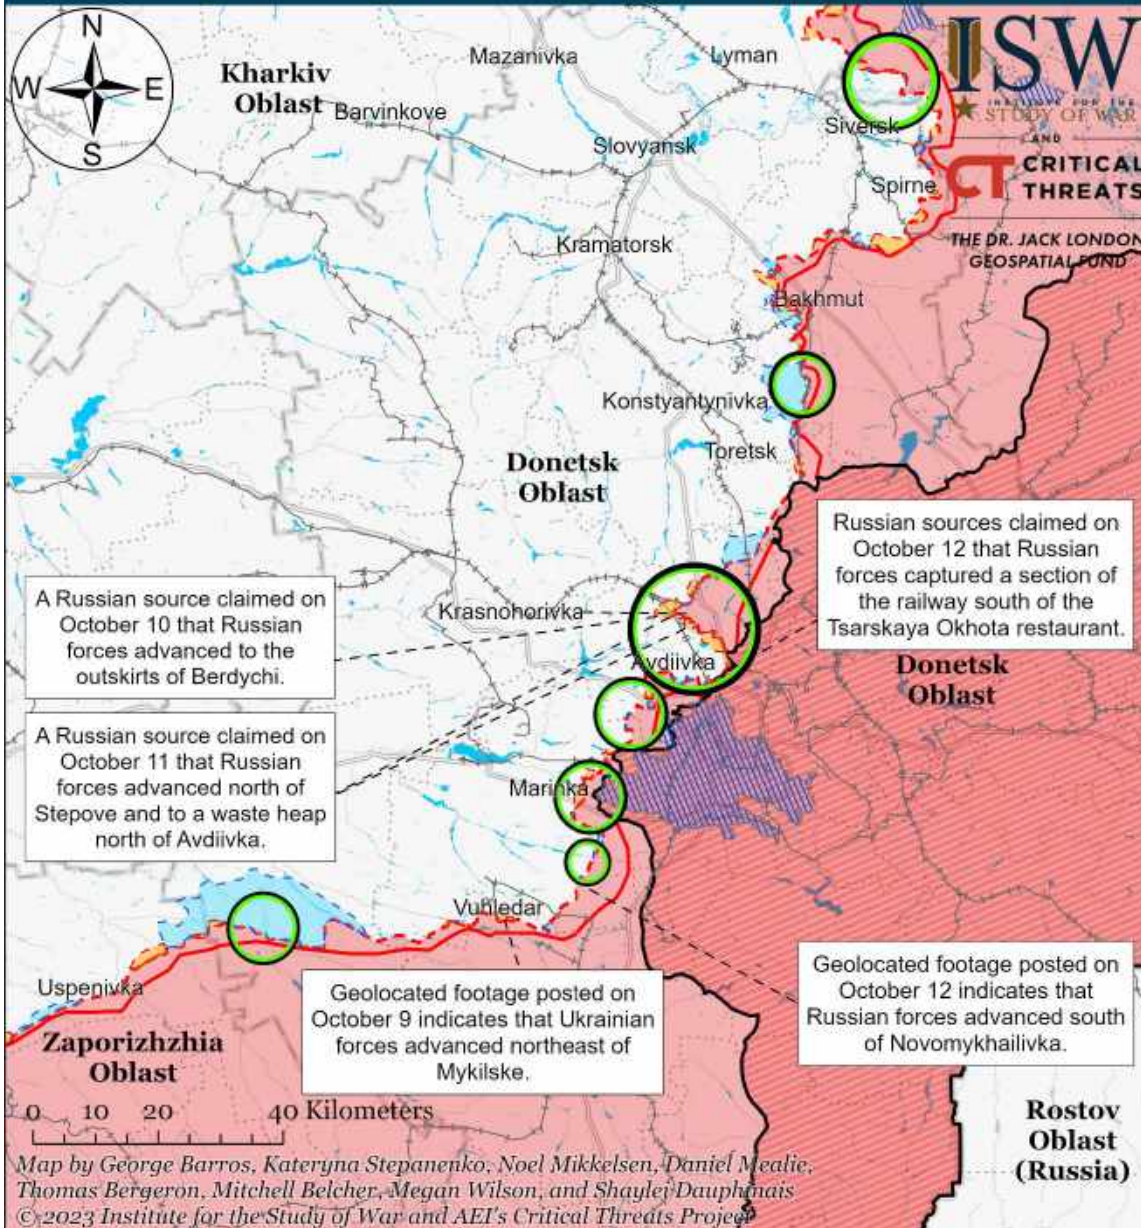 N
W
E
S
Kharkiv
Oblast
Mazanivka
Lyman
Barvinkove
Slovyansk
Siversk
Spirne
Kramatorsk
Bakhmut
ISW
INSTITUTE FOR THE
STUDY OF WAR
AND
CT CRITICAL
THREATS
THE DR. JACK LONDON
GEOSPATIAL FUND
Konstyantynivka
Toretsk
Donetsk
Oblast
Russian sources claimed on
October 12 that Russian
forces captured a section of
the railway south of the
Tsarskaya Okhota restaurant.
A Russian source claimed on
October 10 that Russian
forces advanced to the
outskirts of Berdychi.
Krasnohorivka
Avdiivka
Donetsk
Oblast
A Russian source claimed on
October 11 that Russian
forces advanced north of
Stepove and to a waste heap
north of Avdiivka.
Marinka
Vuhledar
Uspenivka
Geolocated footage posted on
October 9 indicates that Ukrainian
forces advanced northeast of
Mykilske.
Geolocated footage posted on
October 12 indicates that
Russian forces advanced south
of Novomykhailivka.
Zaporizhzhia
Oblast
0 10 20 40 Kilometers
Rostov
Oblast
(Russia)
Map by George Barros, Kateryna Stepanenko, Noel Mikkelsen, Daniel Mealie,
Thomas Bergeron, Mitchell Belcher, Megan Wilson, and Shaylej Dauphinais
© 2023 Institute for the Study of War and AEI's Critical Threats Project